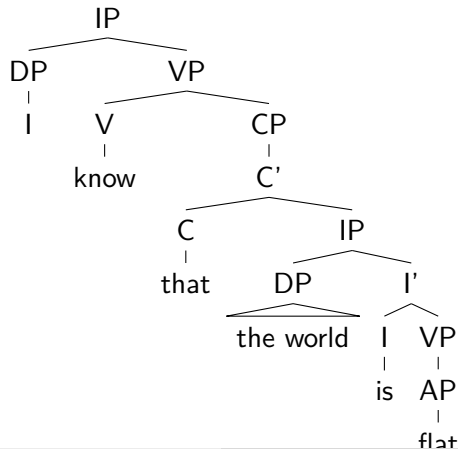 IP
DP VP
I V CP
know C'
C IP
that DP I'
the world I VP
is AP
flat